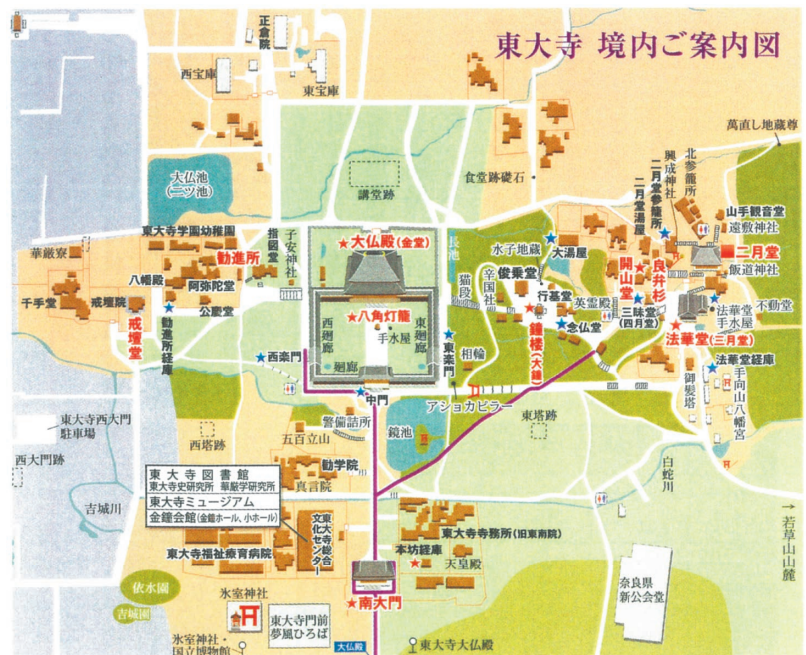 東大寺 境内ご案内図
正倉院
西宝庫
東宝庫
萬直し地蔵尊
大仏池
(二ツ池)
講堂跡
食堂跡礎石
興成神社
北参籠所
二月堂参籠所
二月堂湯屋
山手観音堂
遠敷神社
★二月堂
飯道神社
東大寺学園幼稚園
華厳寮
勧進所
指図堂
子安神社
★大仏殿(金堂)
長池
水子地蔵
★大湯屋
八幡殿
阿弥陀堂
公慶堂
千手堂
戒壇院
★戒壇堂
★勧進所経庫
★八角灯籠
手水屋
西廻廊
東廻廊
廻廊
猫段
辛国社
俊乗堂
行基堂
英霊殿
★念仏堂
★鐘楼(大鐘)
★開山堂
★良弁杉
★三昧堂
(四月堂)
法華堂
手水屋
不動堂
★法華堂(三月堂)
★法華堂経庫
手向山八幡宮
御髪塔
★西楽門
★東楽門
相輪
★中門
アショカピラー
東大寺西大門
駐車場
西大門跡
西塔跡
警備詰所
五百立山
鏡池
東塔跡
勧学院
真言院
白蛇川
吉城川
東大寺図書館
東大寺史研究所 華厳学研究所
東大寺ミュージアム
金鐘会館(金鐘ホール、小ホール)
東大寺総合
文化センター
東大寺福祉療育病院
東大寺寺務所(旧東南院)
本坊経庫
★
天皇殿
→若草山山麓
依水園
吉城園
氷室神社
東大寺門前
夢風ひろば
★南大門
奈良県
新公会堂
氷室神社・
国立博物館
大仏殿
東大寺大仏殿